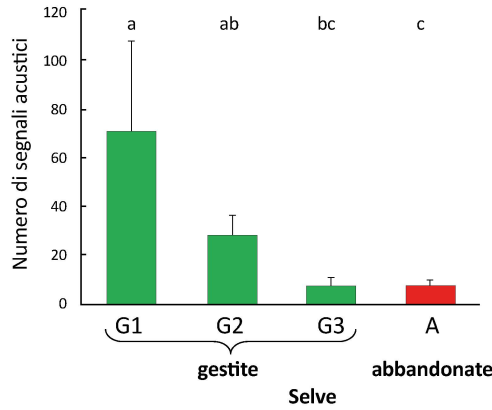 Numero di segnali acustici
120
100
80
60
40
20
0
a ab bc c
G1 G2 G3 A
gestite abbandonate
Selve